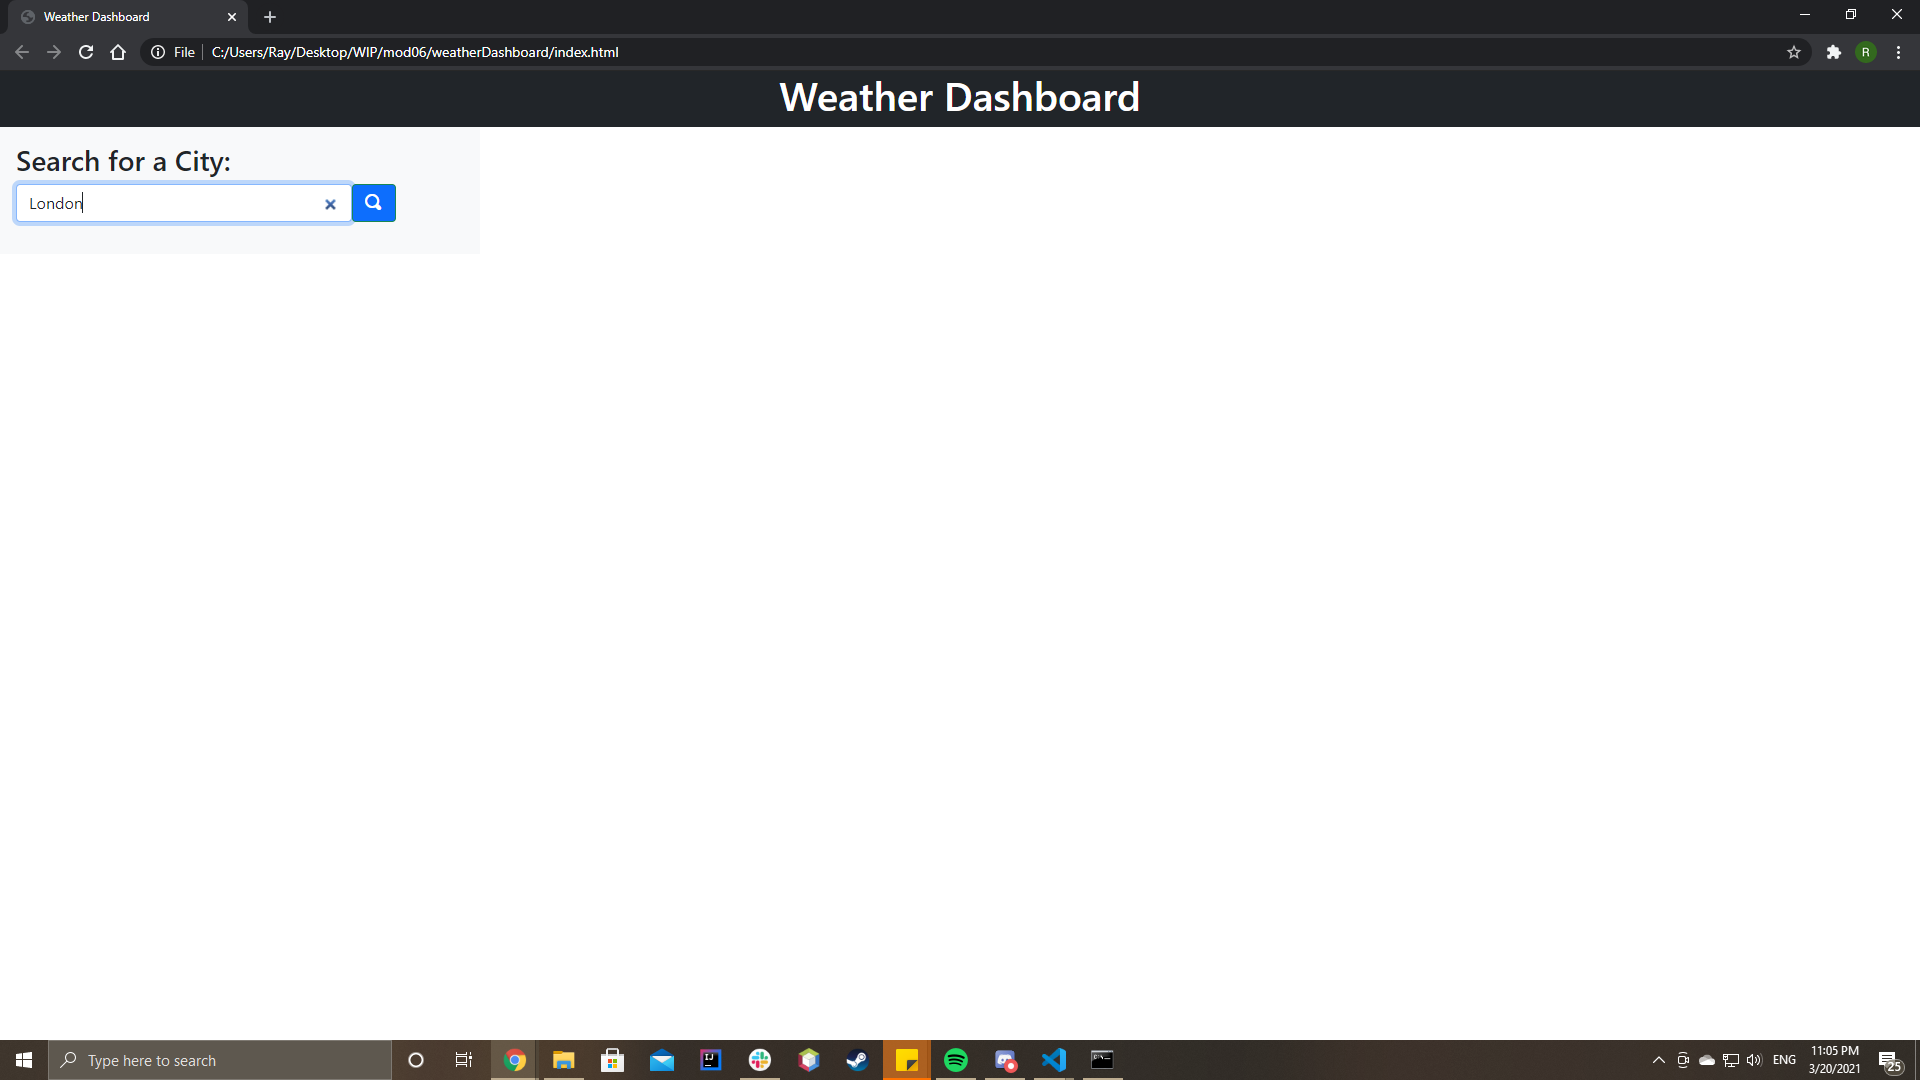 Weather Dashboard
File C:/Users/Ray/Desktop/WIP/mod06/weatherDashboard/index.html
R
Weather Dashboard
Search for a City:
London
Type here to search
IJ
C:\
ENG
11:05 PM
3/20/2021
25